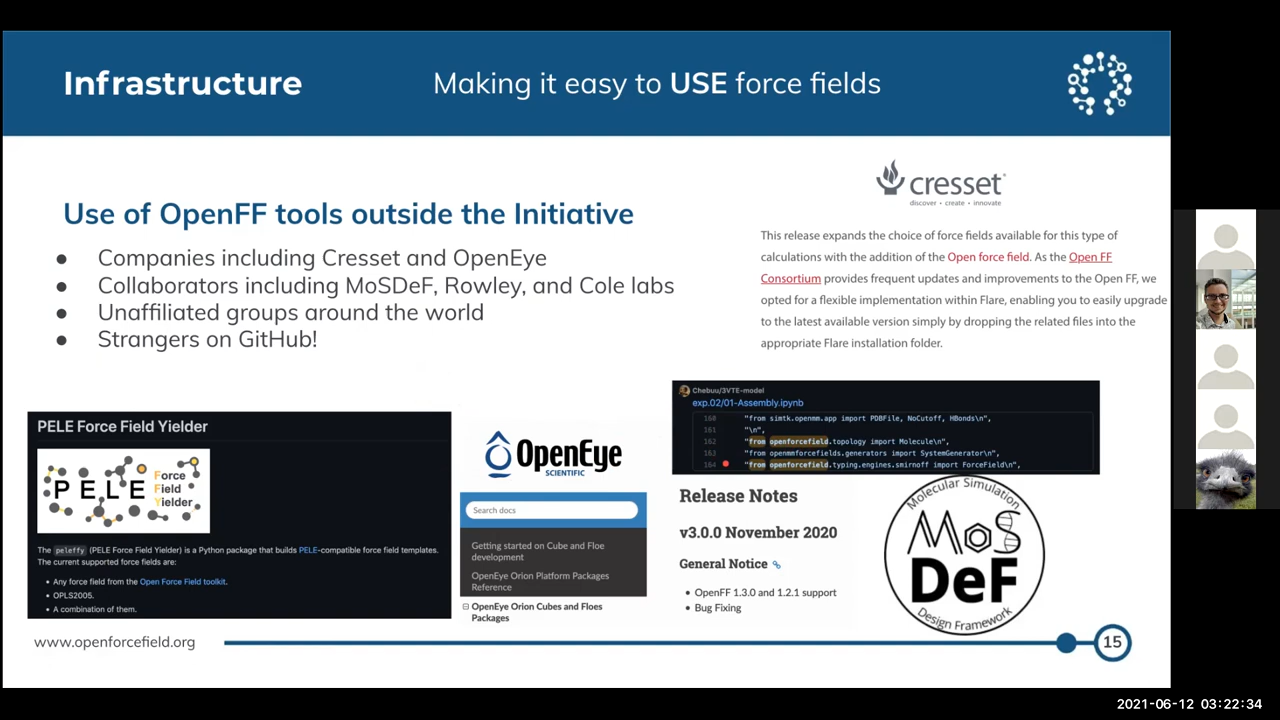 Infrastructure
Making it easy to USE force fields
Use of OpenFF tools outside the Initiative
● Companies including Cresset and OpenEye
● Collaborators including MoSDeF, Rowley, and Cole labs
● Unaffiliated groups around the world
● Strangers on GitHub!
cresset
discover • create • innovate
This release expands the choice of force fields available for this type of
calculations with the addition of the Open force field. As the Open FF
Consortium provides frequent updates and improvements to the Open FF, we
opted for a flexible implementation within Flare, enabling you to easily upgrade
to the latest available version simply by dropping the related files into the
appropriate Flare installation folder.
PELE Force Field Yielder
PELE
Force
Field
Yielder
The peleffy (PELE Force Field Yielder) is a Python package that builds PELE-compatible force field templates.
The current supported force fields are:
• Any force field from the Open Force Field toolkit.
• OPLS2005.
• A combination of them.
OpenEye
SCIENTIFIC
Search docs
Getting started on Cube and Floe
development
OpenEye Orion Platform Packages
Reference
OpenEye Orion Cubes and Floes
Packages
Chebuu/3VTE-model
exp.02/01-Assembly.ipynb
160 "from simtk.openmm.app import PDBFile, NoCutoff, HBonds\n",
161 "\n",
162 "from openforcefield.topology import Molecule\n",
163 "from openmmforcefields.generators import SystemGenerator\n",
164 "from openforcefield.typing.engines.smirnoff import ForceField\n",
Release Notes
v3.0.0 November 2020
General Notice
• OpenFF 1.3.0 and 1.2.1 support
• Bug Fixing
Molecular Simulation
MoS
DeF
Design Framework
www.openforcefield.org
15
2021-06-12 03:22:34